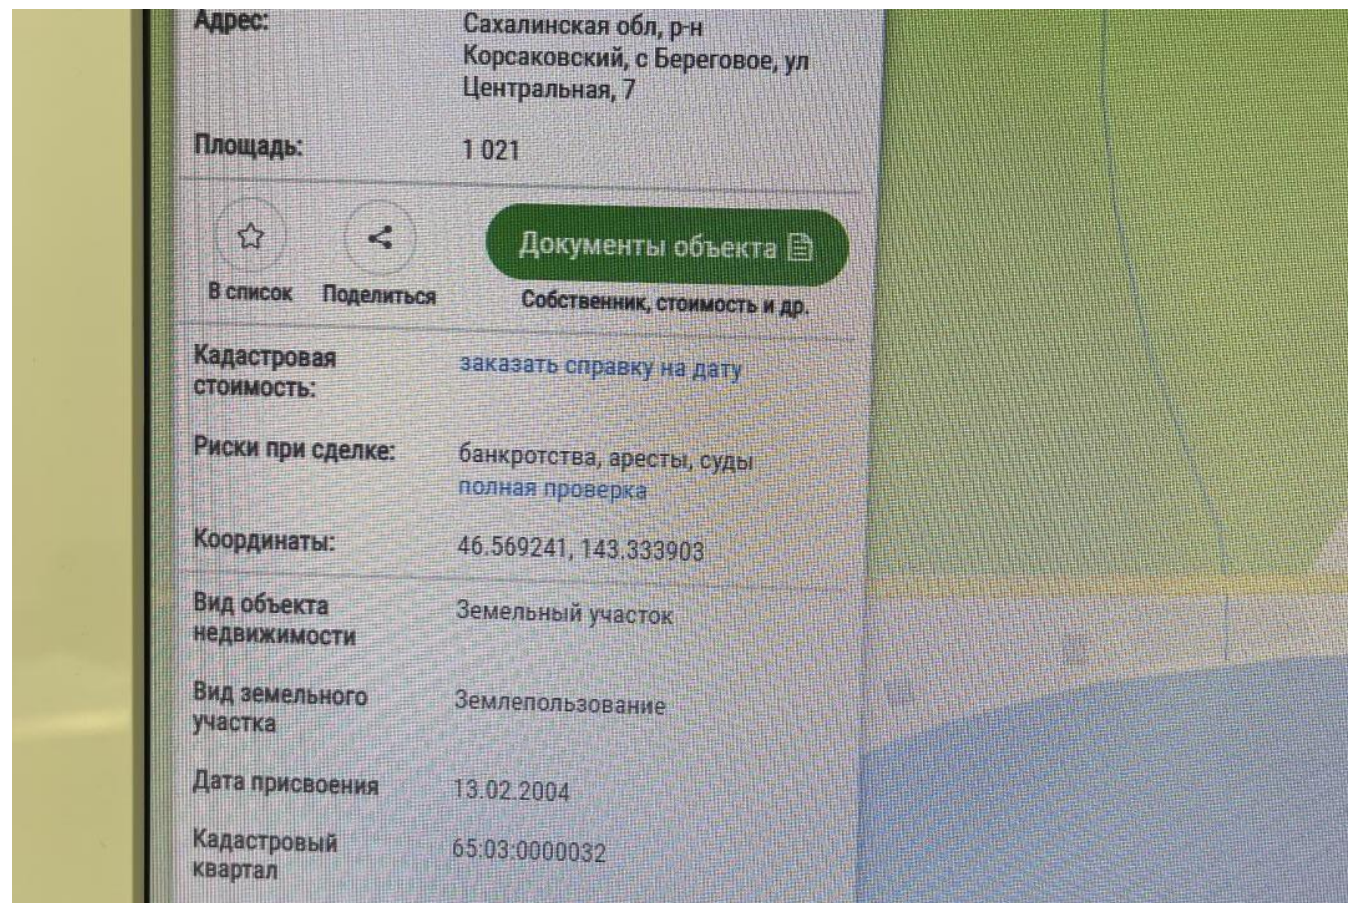 Адрес:
Сахалинская обл, р-н
Корсаковский, с Береговое, ул
Центральная, 7
Площадь:
1 021
Документы объекта
В список
Поделиться
Собственник, стоимость и др.
Кадастровая
стоимость:
заказать справку на дату
Риски при сделке:
банкротства, аресты, суды
полная проверка
Координаты:
46.569241, 143.333903
Вид объекта
недвижимости
Земельный участок
Вид земельного
участка
Землепользование
Дата присвоения
13.02.2004
Кадастровый
квартал
65:03:0000032